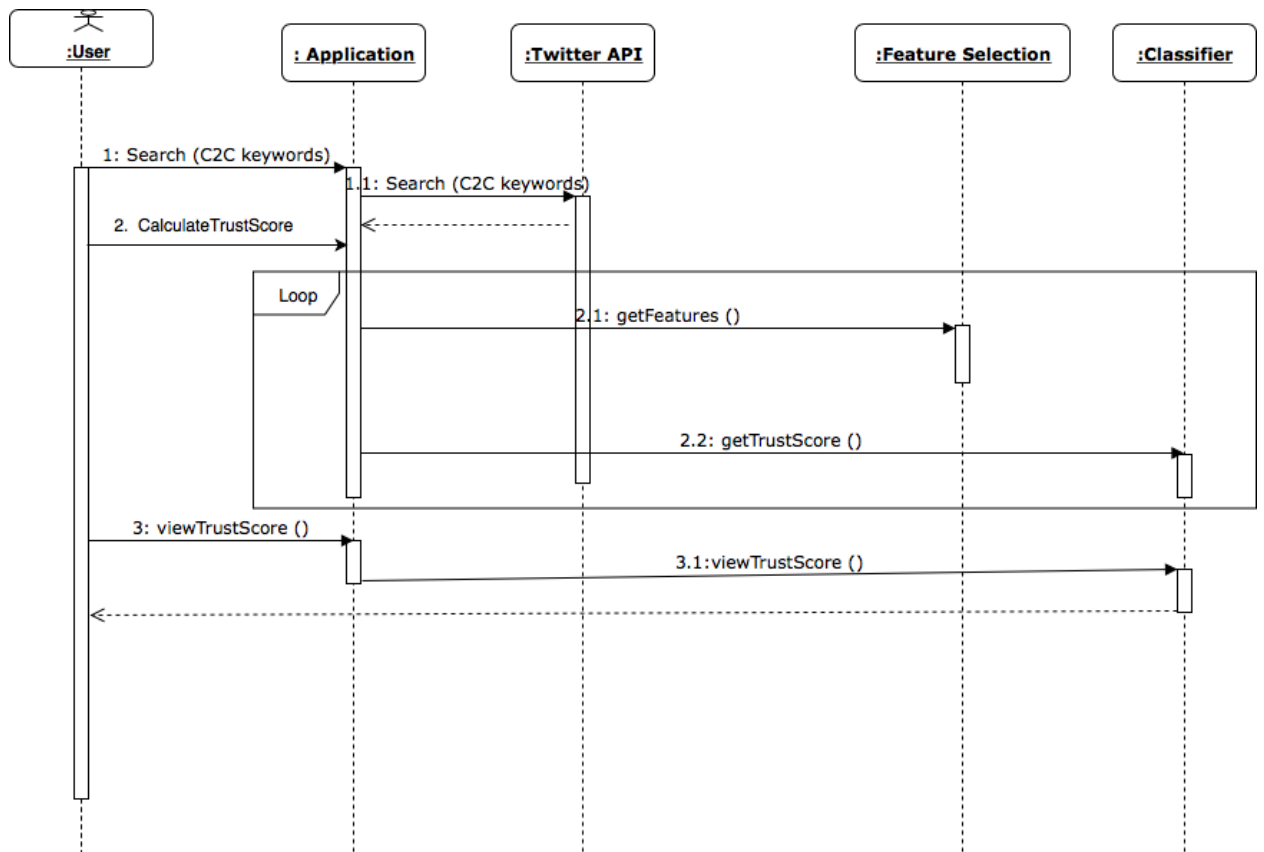 :User
: Application
:Twitter API
:Feature Selection
:Classifier
1: Search (C2C keywords)
1.1: Search (C2C keywords)
2. CalculateTrustScore
Loop
2.1: getFeatures ()
2.2: getTrustScore ()
3: viewTrustScore ()
3.1:viewTrustScore ()